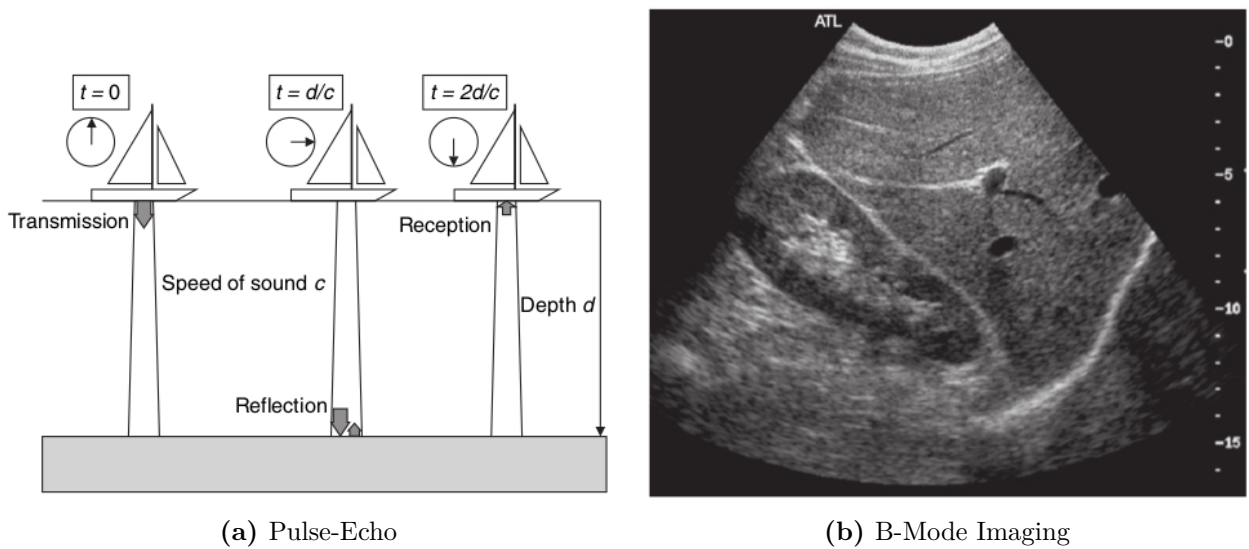 t = 0
t = d/c
t = 2d/c
Transmission
Reception
Speed of sound c
Depth d
Reflection
ATL
0
5
10
15
(a) Pulse-Echo
(b) B-Mode Imaging